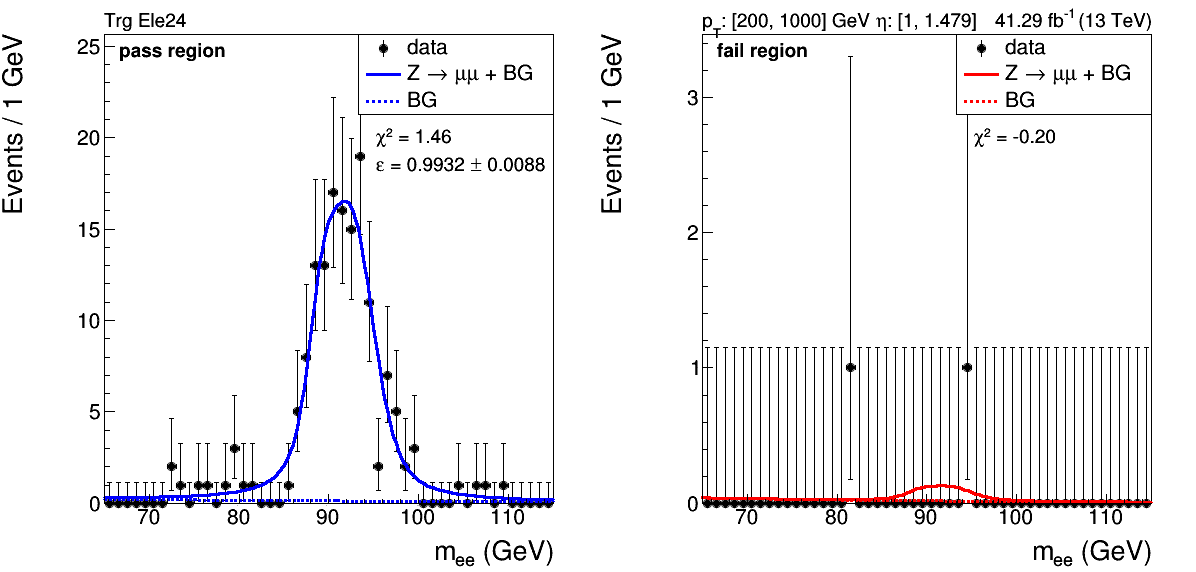 Trg Ele24
Events / 1 GeV
pass region
data
Z → μμ + BG
BG
χ² = 1.46
ε = 0.9932 ± 0.0088
25
20
15
10
5
0
70 80 90 100 110
m_ee (GeV)
p_T: [200, 1000] GeV η: [1, 1.479] 41.29 fb⁻¹ (13 TeV)
Events / 1 GeV
fail region
data
Z → μμ + BG
BG
χ² = -0.20
3
2
1
0
70 80 90 100 110
m_ee (GeV)